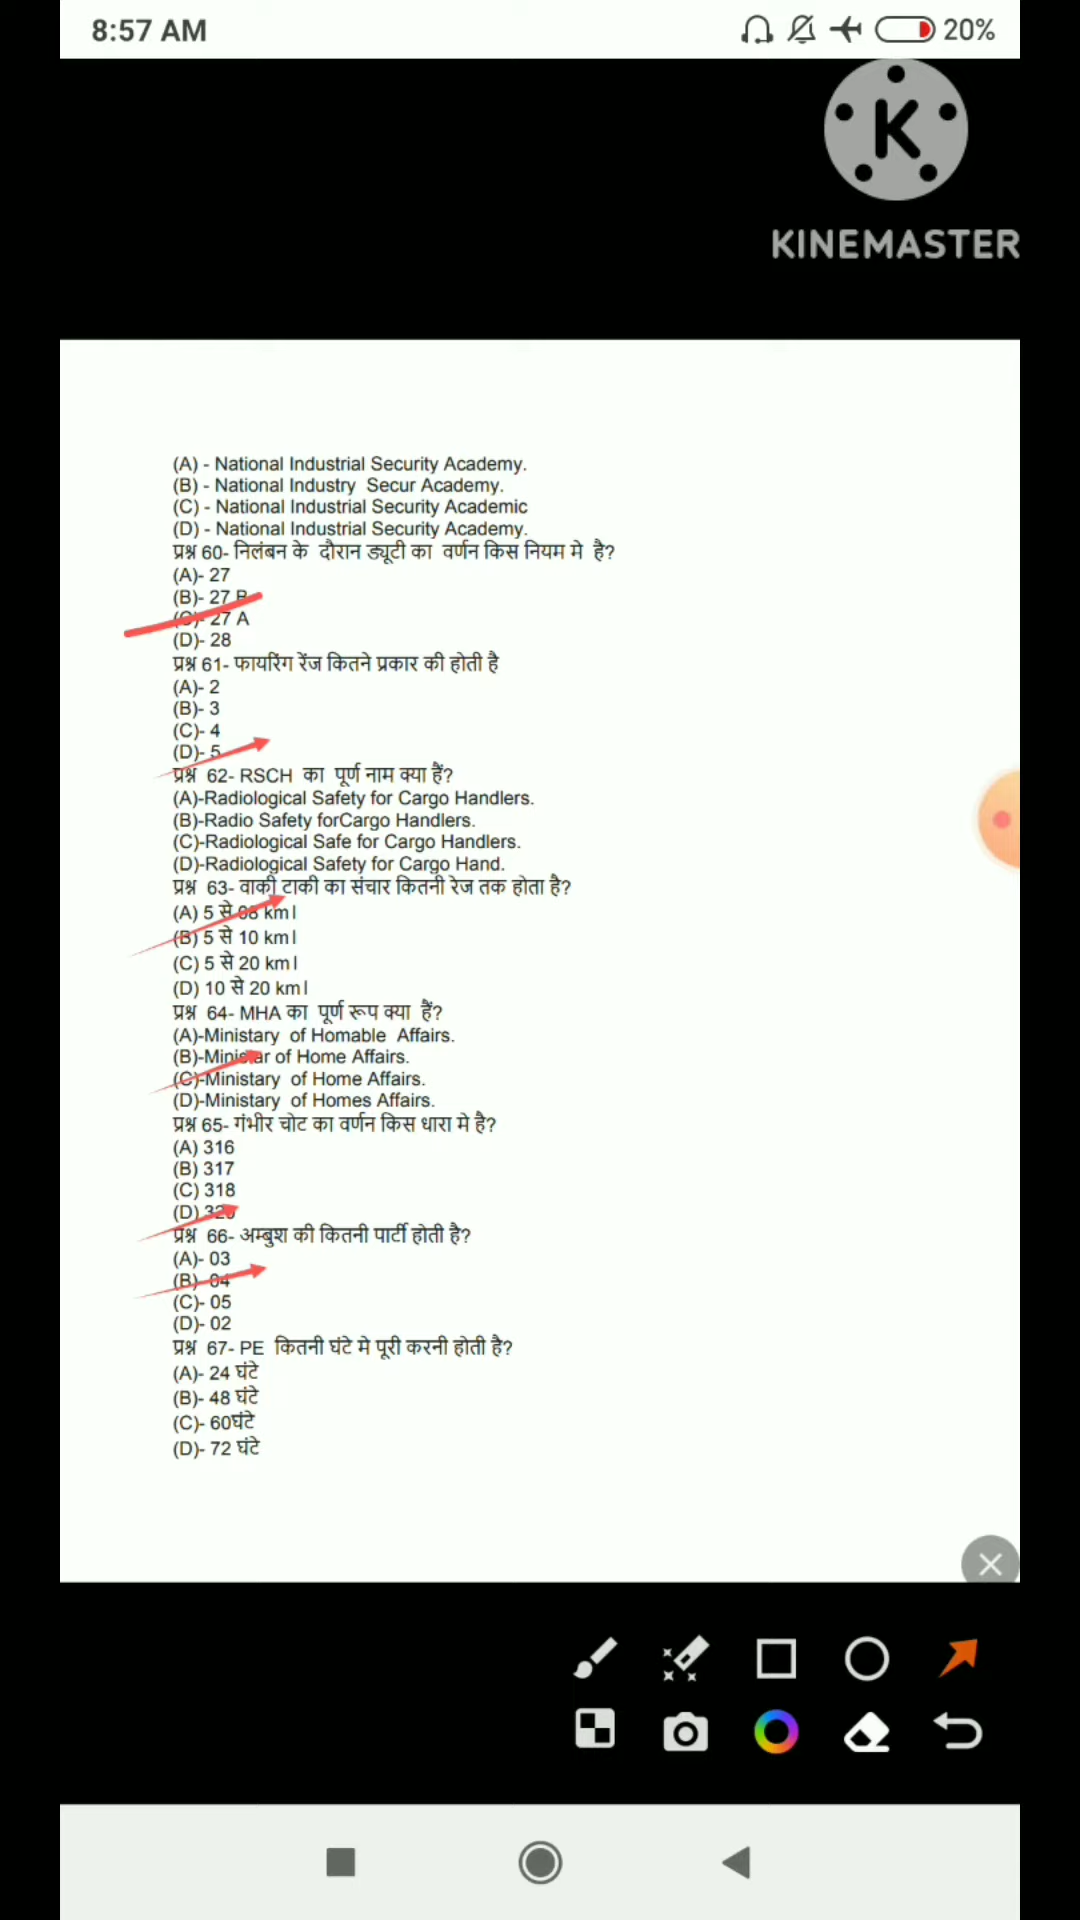 8:57 AM
20%
K
KINEMASTER
(A) - National Industrial Security Academy.
(B) - National Industry Secur Academy.
(C) - National Industrial Security Academic
(D) - National Industrial Security Academy.
प्रश्न 60- निलंबन के दौरान ड्यूटी का वर्णन किस नियम मे है?
(A)- 27
(B)- 27 B
(C)- 27 A
(D)- 28
प्रश्न 61- फायरिंग रेंज कितने प्रकार की होती है
(A)- 2
(B)- 3
(C)- 4
(D)- 5
प्रश्न 62- RSCH का पूर्ण नाम क्या हैं?
(A)-Radiological Safety for Cargo Handlers.
(B)-Radio Safety forCargo Handlers.
(C)-Radiological Safe for Cargo Handlers.
(D)-Radiological Safety for Cargo Hand.
प्रश्न 63- वाकी टाकी का संचार कितनी रेज तक होता है?
(A) 5 से 08 km।
(B) 5 से 10 km।
(C) 5 से 20 km।
(D) 10 से 20 km।
प्रश्न 64- MHA का पूर्ण रूप क्या हैं?
(A)-Ministary of Homable Affairs.
(B)-Ministar of Home Affairs.
(C)-Ministary of Home Affairs.
(D)-Ministary of Homes Affairs.
प्रश्न 65- गंभीर चोट का वर्णन किस धारा मे है?
(A) 316
(B) 317
(C) 318
(D)
प्रश्न 66- अम्बुश की कितनी पार्टी होती है?
(A)- 03
(B)- 04
(C)- 05
(D)- 02
प्रश्न 67- PE कितनी घंटे मे पूरी करनी होती है?
(A)- 24 घंटे
(B)- 48 घंटे
(C)- 60घंटे
(D)- 72 घंटे